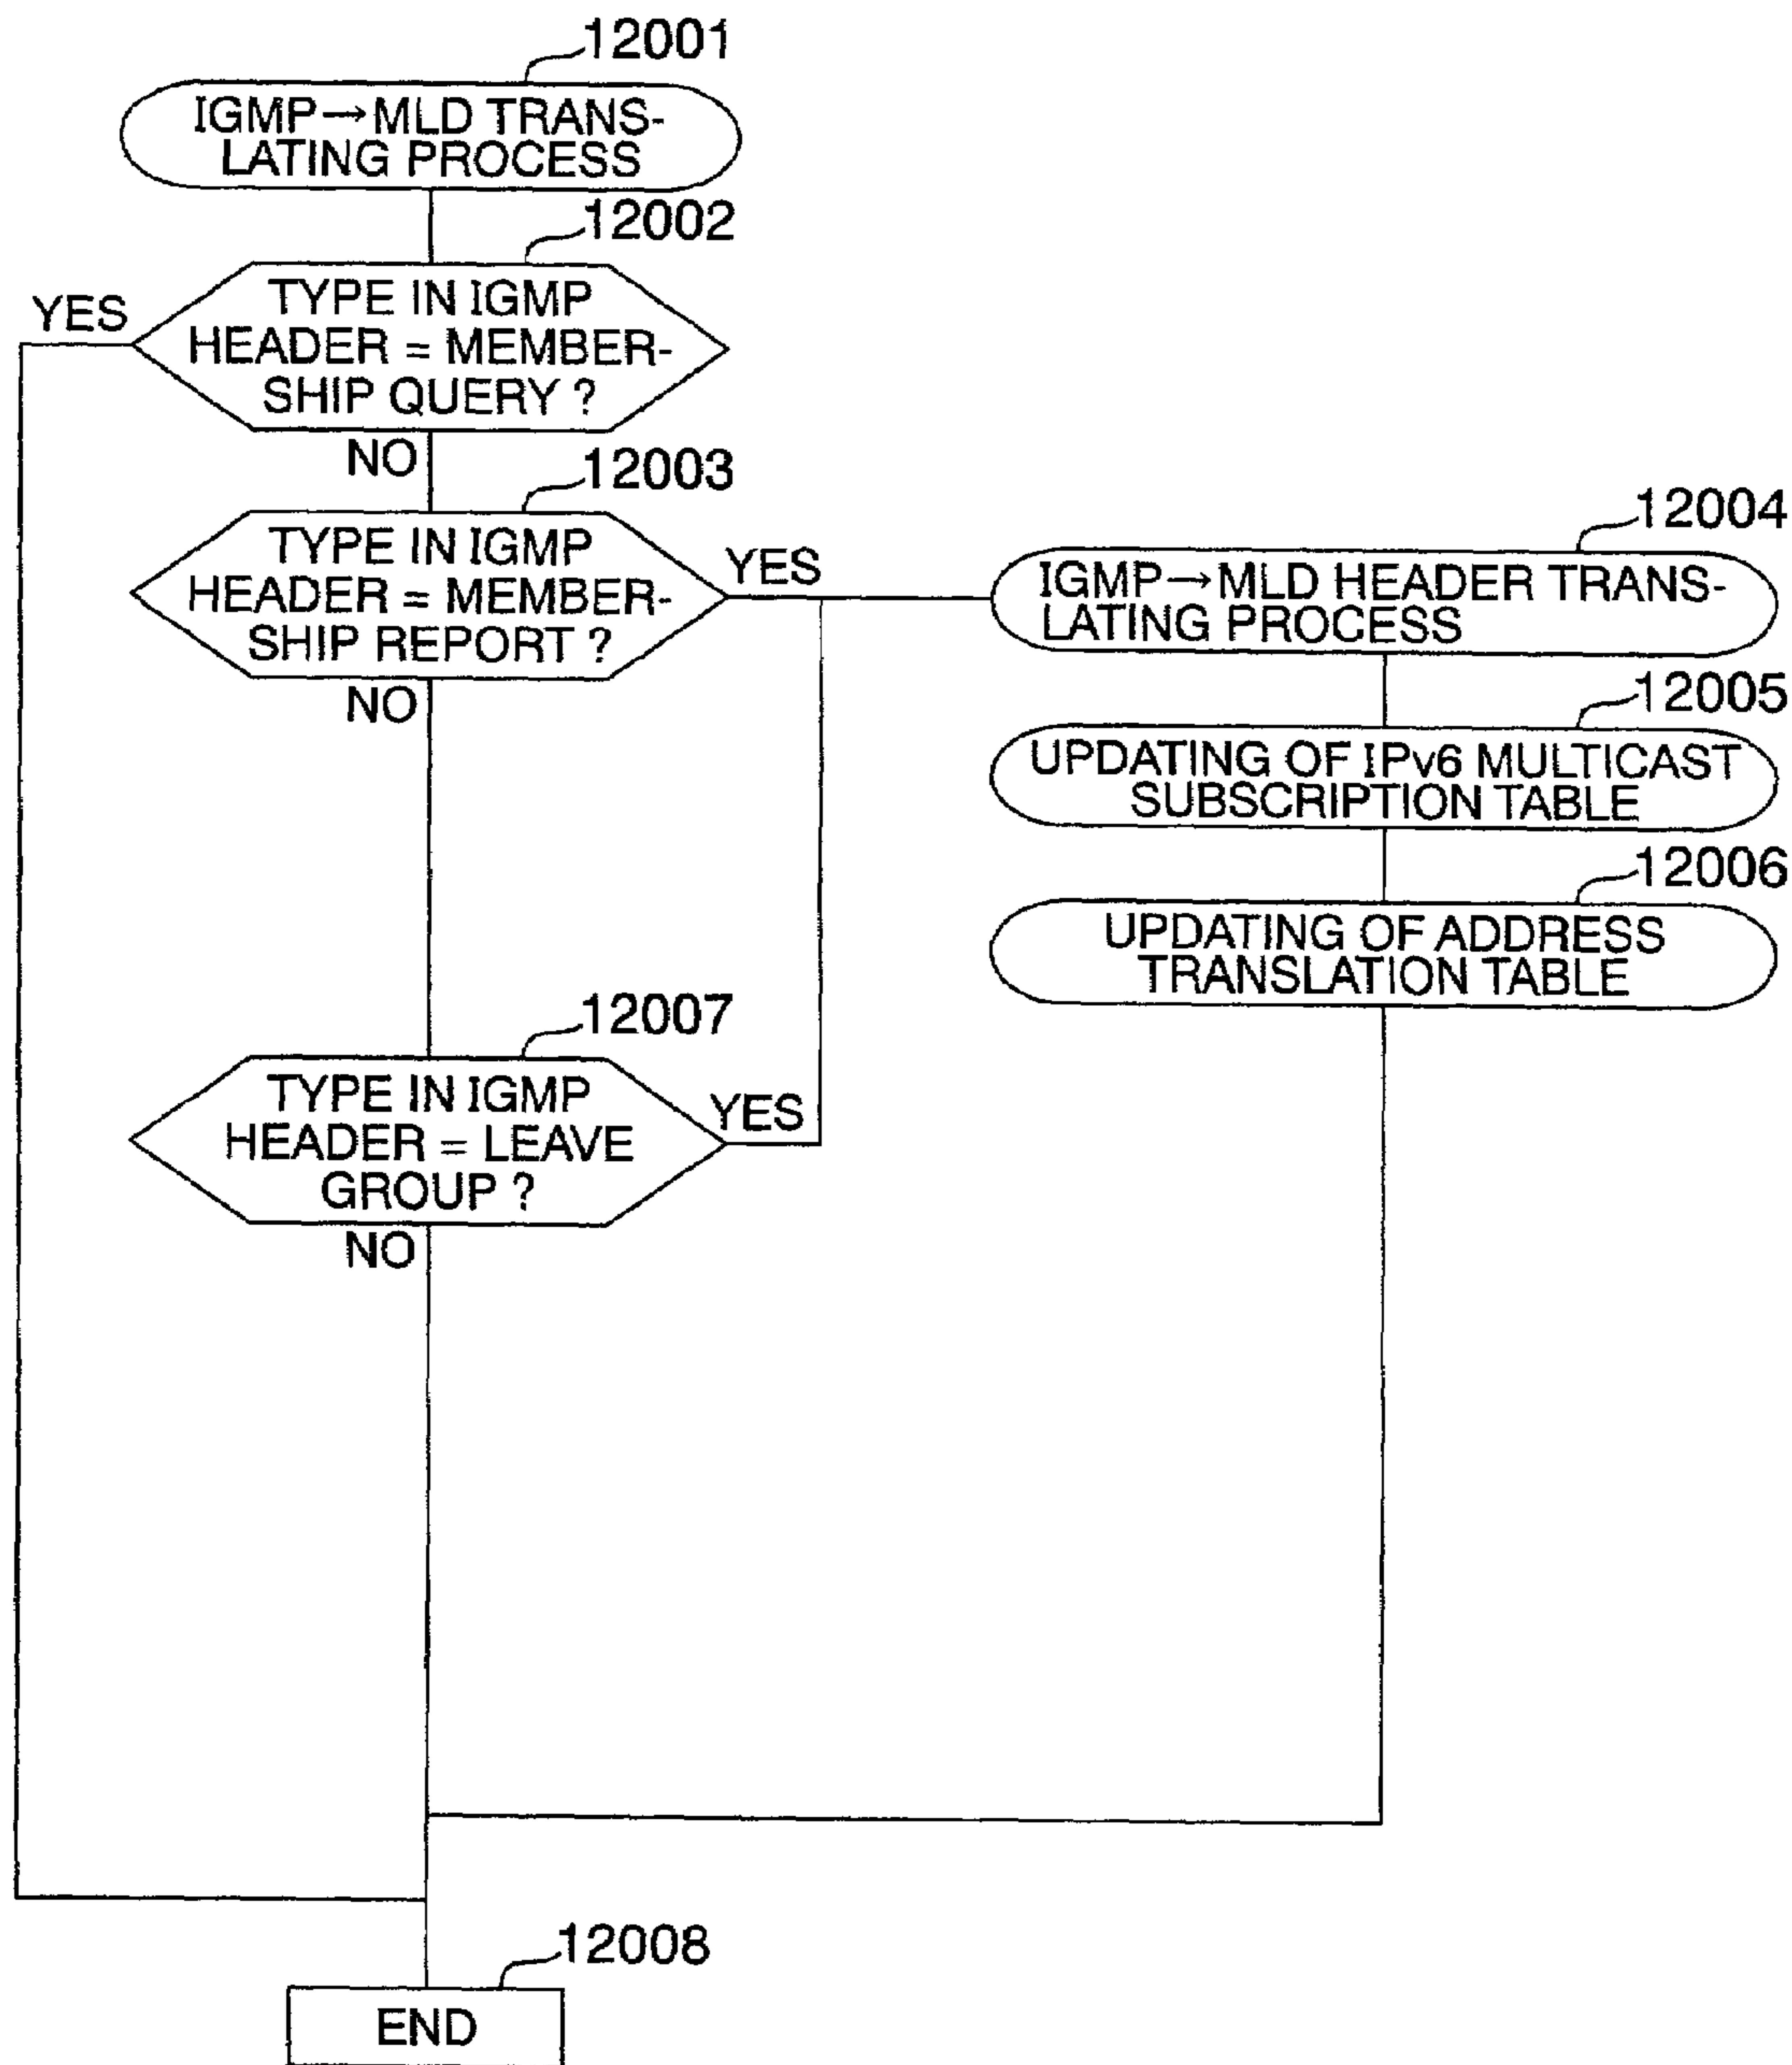 12001
IGMP→MLD TRANS-
LATING PROCESS
12002
YES
TYPE IN IGMP
HEADER = MEMBER-
SHIP QUERY ?
NO
12003
TYPE IN IGMP
HEADER = MEMBER-
SHIP REPORT ?
YES
NO
12004
IGMP→MLD HEADER TRANS-
LATING PROCESS
12005
UPDATING OF IPv6 MULTICAST
SUBSCRIPTION TABLE
12006
UPDATING OF ADDRESS
TRANSLATION TABLE
12007
TYPE IN IGMP
HEADER = LEAVE
GROUP ?
YES
NO
12008
END